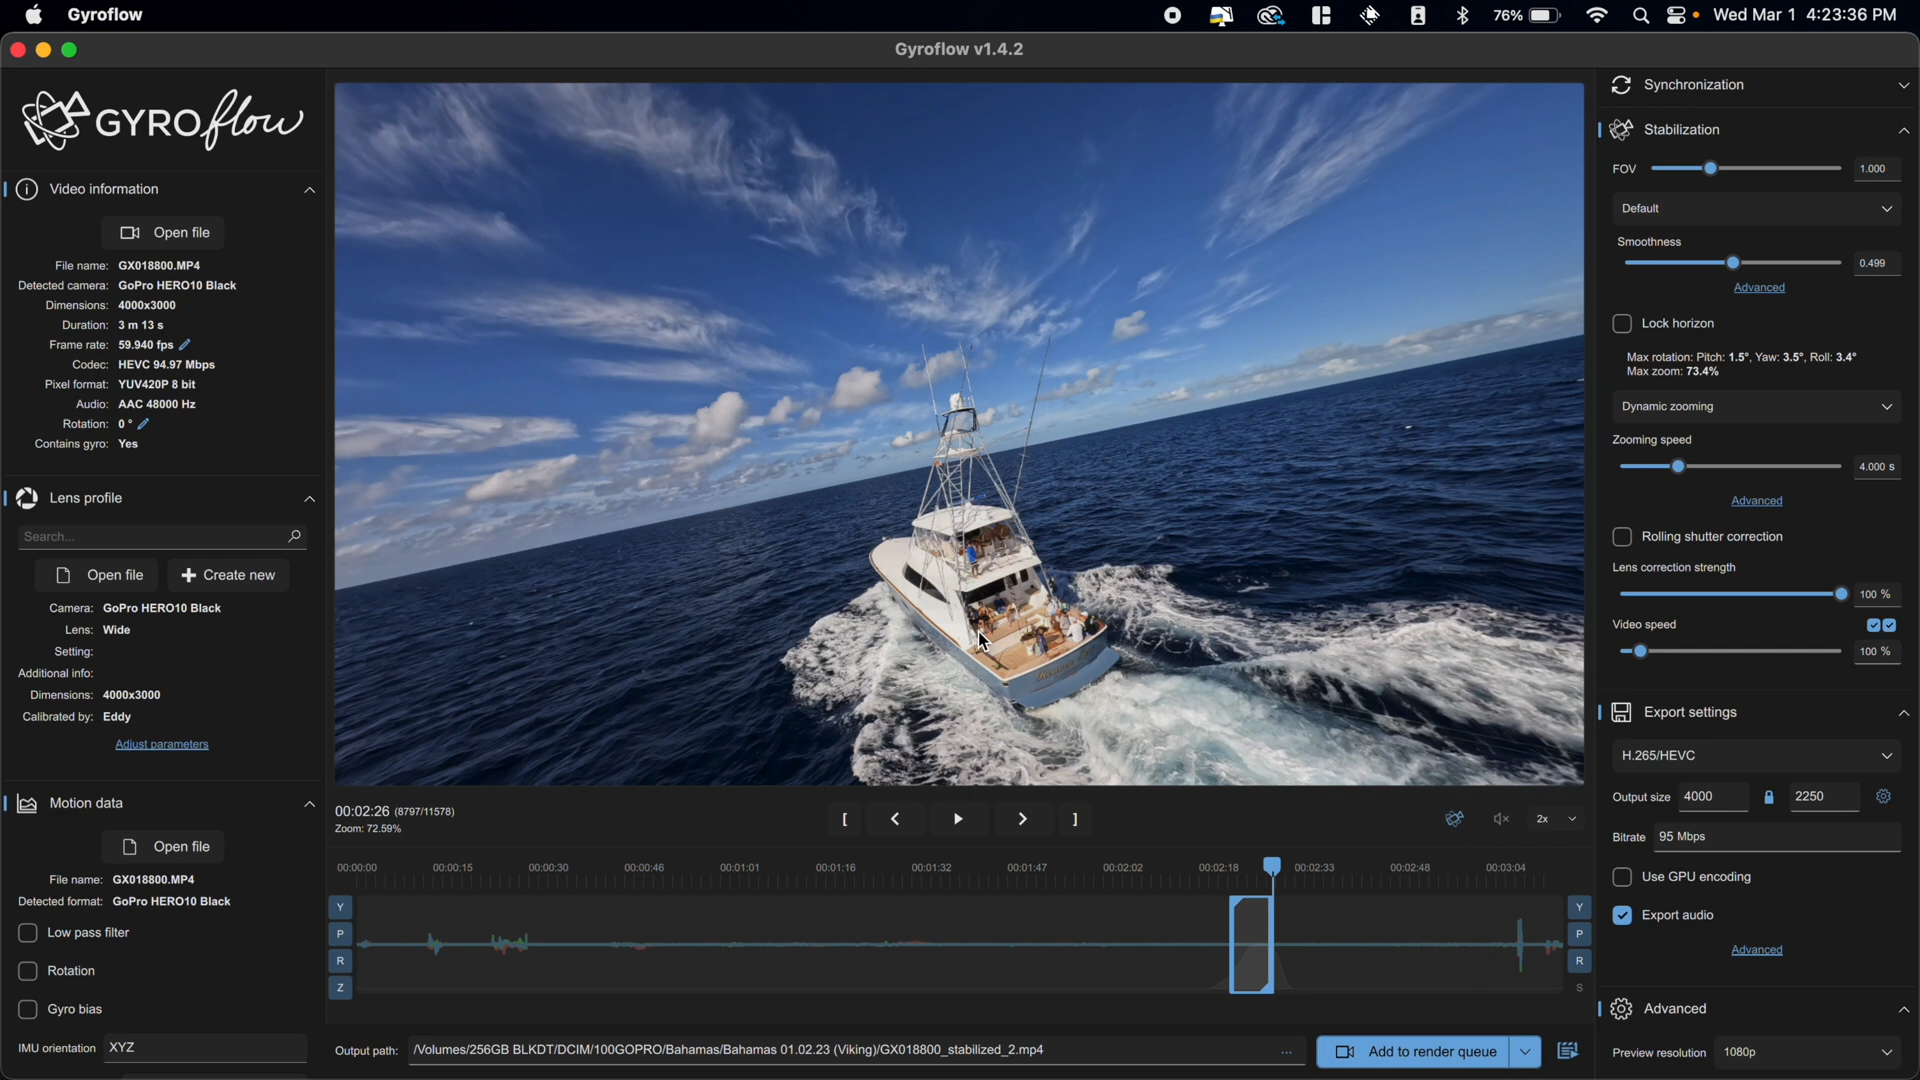 Gyroflow
76%
Wed Mar 1 4:23:36 PM
Gyroflow v1.4.2
GYROflow
Video information
Open file
File name: GX018800.MP4
Detected camera: GoPro HERO10 Black
Dimensions: 4000x3000
Duration: 3 m 13 s
Frame rate: 59.940 fps
Codec: HEVC 94.97 Mbps
Pixel format: YUV420P 8 bit
Audio: AAC 48000 Hz
Rotation: 0 °
Contains gyro: Yes
Lens profile
Search...
Open file
Create new
Camera: GoPro HERO10 Black
Lens: Wide
Setting:
Additional info:
Dimensions: 4000x3000
Calibrated by: Eddy
Adjust parameters
Motion data
Open file
File name: GX018800.MP4
Detected format: GoPro HERO10 Black
Low pass filter
Rotation
Gyro bias
IMU orientation XYZ
00:02:26 (8797/11578)
Zoom: 72.59%
[
]
2x
00:00:00 00:00:15 00:00:30 00:00:46 00:01:01 00:01:16 00:01:32 00:01:47 00:02:02 00:02:18 00:02:33 00:02:48 00:03:04
Y
P
R
Z
Y
P
R
S
Output path: /Volumes/256GB BLKDT/DCIM/100GOPRO/Bahamas/Bahamas 01.02.23 (Viking)/GX018800_stabilized_2.mp4 ...
Add to render queue
Synchronization
Stabilization
FOV 1.000
Default
Smoothness
0.499
Advanced
Lock horizon
Max rotation: Pitch: 1.5°, Yaw: 3.5°, Roll: 3.4°
Max zoom: 73.4%
Dynamic zooming
Zooming speed
4.000 s
Advanced
Rolling shutter correction
Lens correction strength
100 %
Video speed
100 %
Export settings
H.265/HEVC
Output size 4000 2250
Bitrate 95 Mbps
Use GPU encoding
Export audio
Advanced
Advanced
Preview resolution 1080p